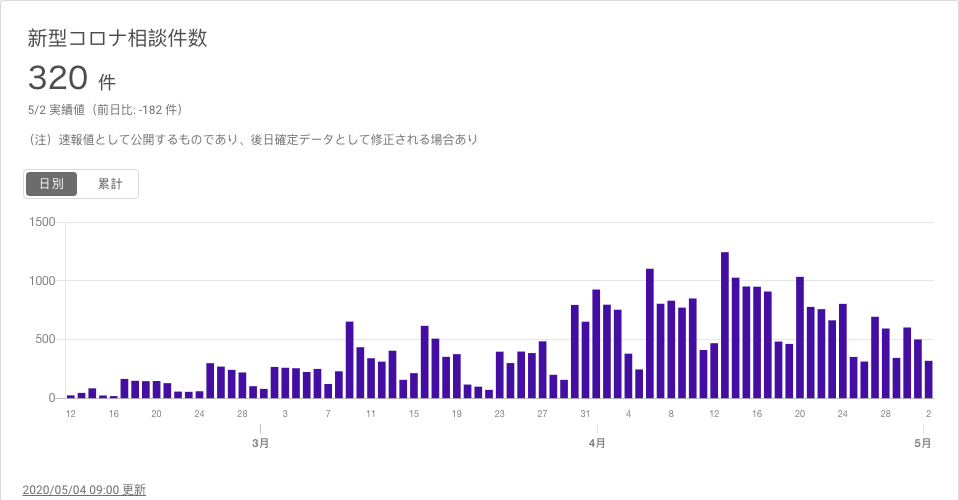 新型コロナ相談件数
320 件
5/2 実績値（前日比: -182 件）
（注）速報値として公開するものであり、後日確定データとして修正される場合あり
日別 累計
1500
1000
500
0
12 16 20 24 28 3 7 11 15 19 23 27 31 4 8 12 16 20 24 28 2
3月 4月 5月
2020/05/04 09:00 更新